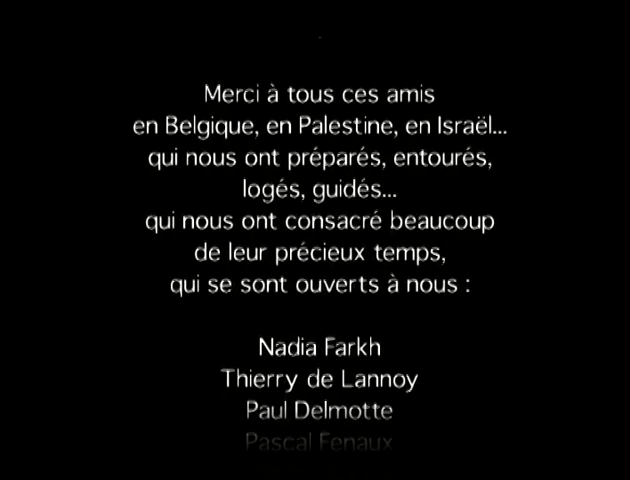 Merci à tous ces amis
en Belgique, en Palestine, en Israël...
qui nous ont préparés, entourés,
logés, guidés...
qui nous ont consacré beaucoup
de leur précieux temps,
qui se sont ouverts à nous :
Nadia Farkh
Thierry de Lannoy
Paul Delmotte
Pascal Fenaux